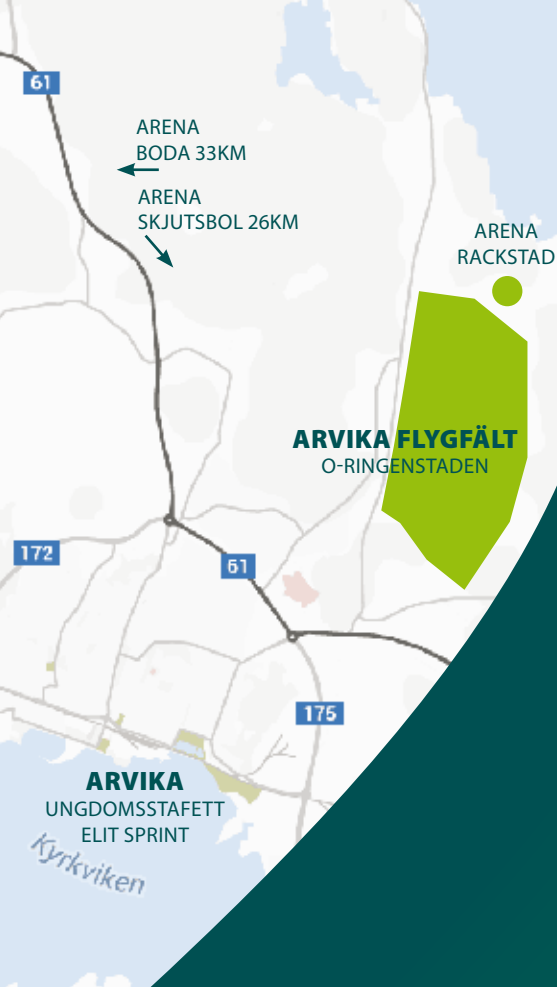 61
ARENA
BODA 33KM
ARENA
SKJUTSBOL 26KM
ARENA
RACKSTAD
ARVIKA FLYGFÄLT
O-RINGENSTADEN
172
61
175
ARVIKA
UNGDOMSSTAFETT
ELIT SPRINT
Kyrkviken